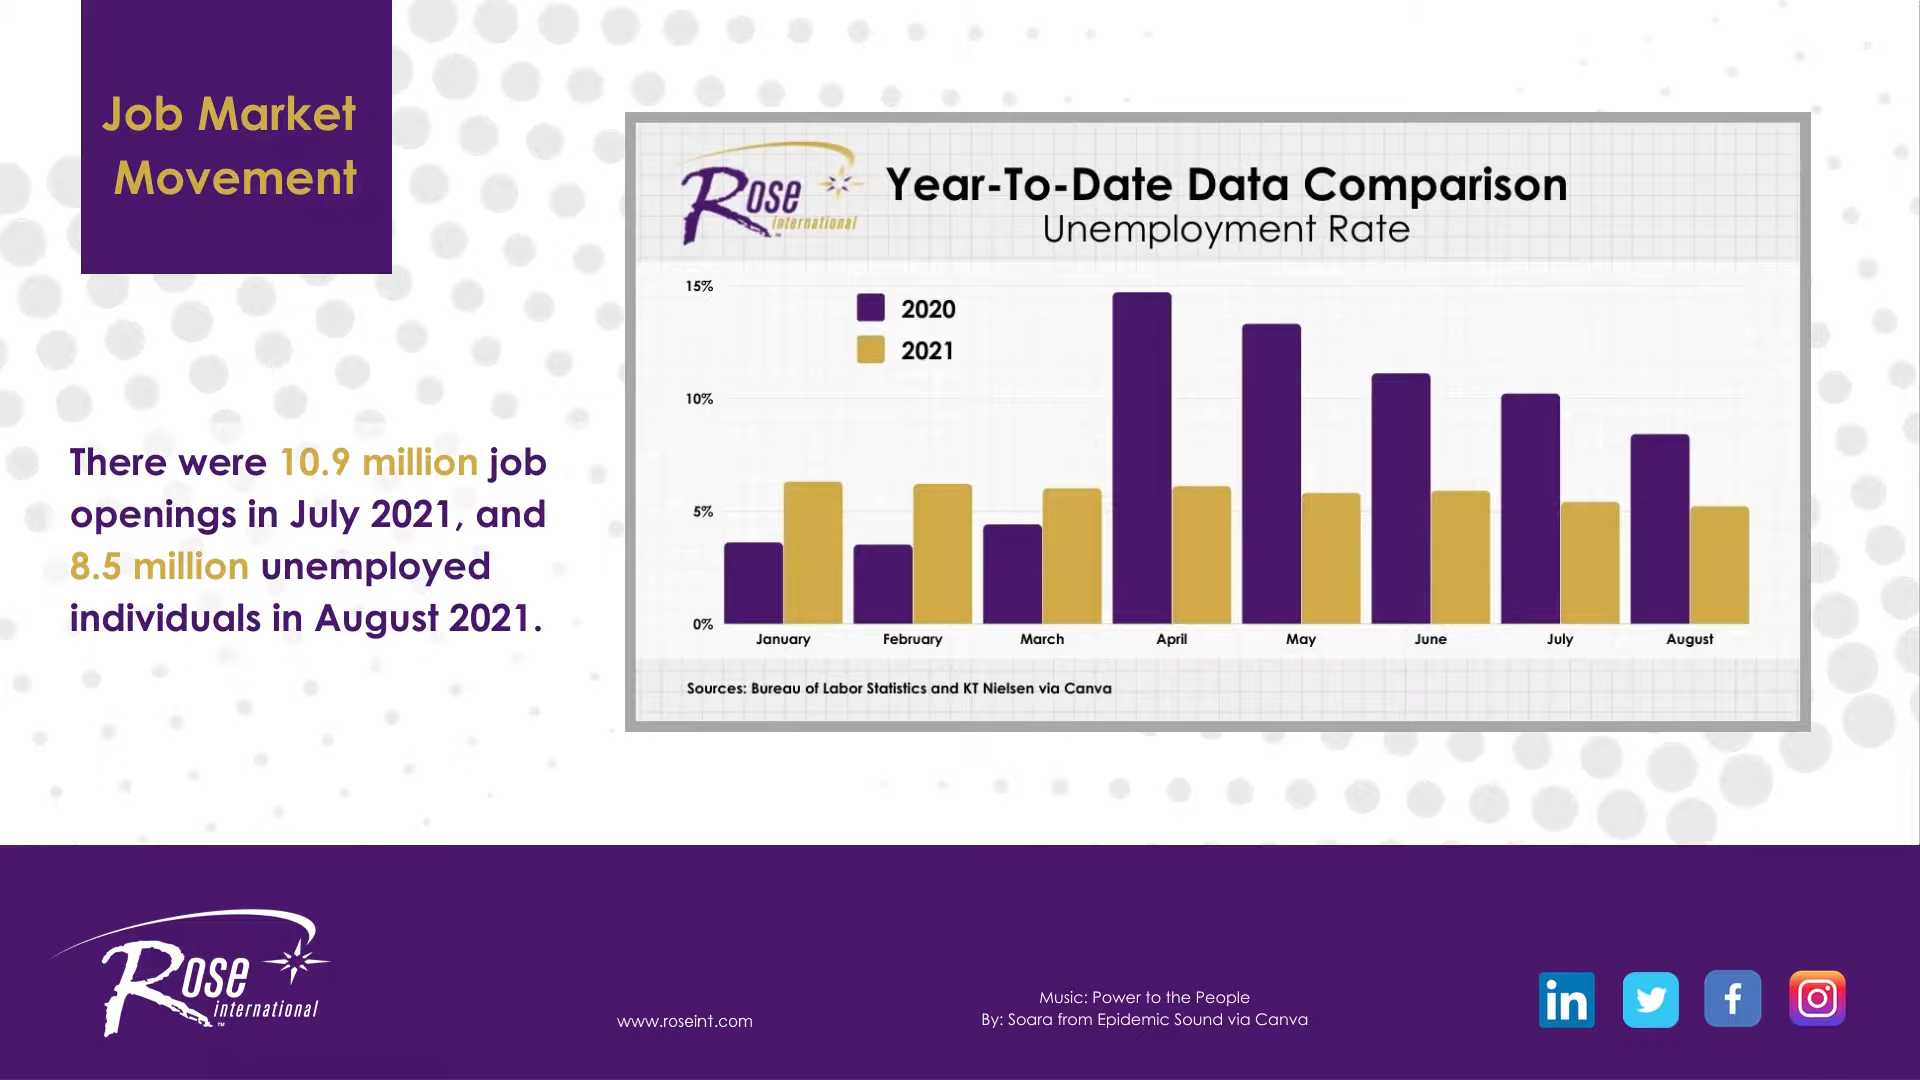 Job Market
Movement
There were 10.9 million job
openings in July 2021, and
8.5 million unemployed
individuals in August 2021.
Rose
international
™
Year-To-Date Data Comparison
Unemployment Rate
2020
2021
15%
10%
5%
0%
January February March April May June July August
Sources: Bureau of Labor Statistics and KT Nielsen via Canva
Rose
international
™
www.roseint.com
Music: Power to the People
By: Soara from Epidemic Sound via Canva
in
f